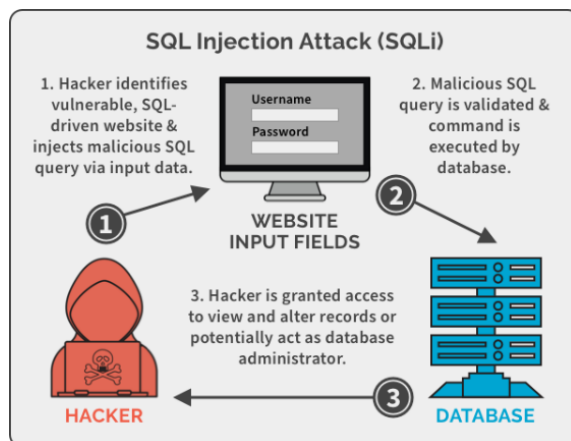 SQL Injection Attack (SQLi)
1. Hacker identifies
vulnerable, SQL-
driven website &
injects malicious SQL
query via input data.
Username
Password
2. Malicious SQL
query is validated &
command is
executed by
database.
1
2
WEBSITE
INPUT FIELDS
3. Hacker is granted access
to view and alter records or
potentially act as database
administrator.
3
HACKER
DATABASE